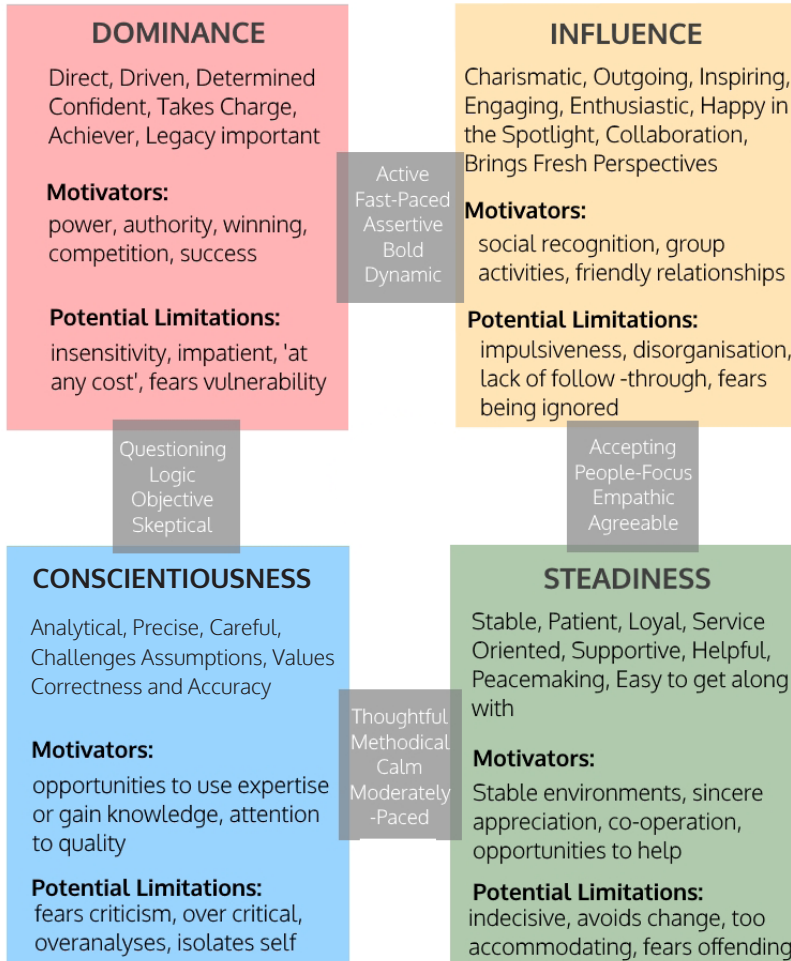 DOMINANCE
Direct, Driven, Determined
Confident, Takes Charge,
Achiever, Legacy important
Motivators:
power, authority, winning,
competition, success
Potential Limitations:
insensitivity, impatient, 'at
any cost', fears vulnerability
Active
Fast-Paced
Assertive
Bold
Dynamic
INFLUENCE
Charismatic, Outgoing, Inspiring,
Engaging, Enthusiastic, Happy in
the Spotlight, Collaboration,
Brings Fresh Perspectives
Motivators:
social recognition, group
activities, friendly relationships
Potential Limitations:
impulsiveness, disorganisation,
lack of follow -through, fears
being ignored
Questioning
Logic
Objective
Skeptical
Accepting
People-Focus
Empathic
Agreeable
CONSCIENTIOUSNESS
Analytical, Precise, Careful,
Challenges Assumptions, Values
Correctness and Accuracy
Motivators:
opportunities to use expertise
or gain knowledge, attention
to quality
Potential Limitations:
fears criticism, over critical,
overanalyses, isolates self
Thoughtful
Methodical
Calm
Moderately
-Paced
STEADINESS
Stable, Patient, Loyal, Service
Oriented, Supportive, Helpful,
Peacemaking, Easy to get along
with
Motivators:
Stable environments, sincere
appreciation, co-operation,
opportunities to help
Potential Limitations:
indecisive, avoids change, too
accommodating, fears offending